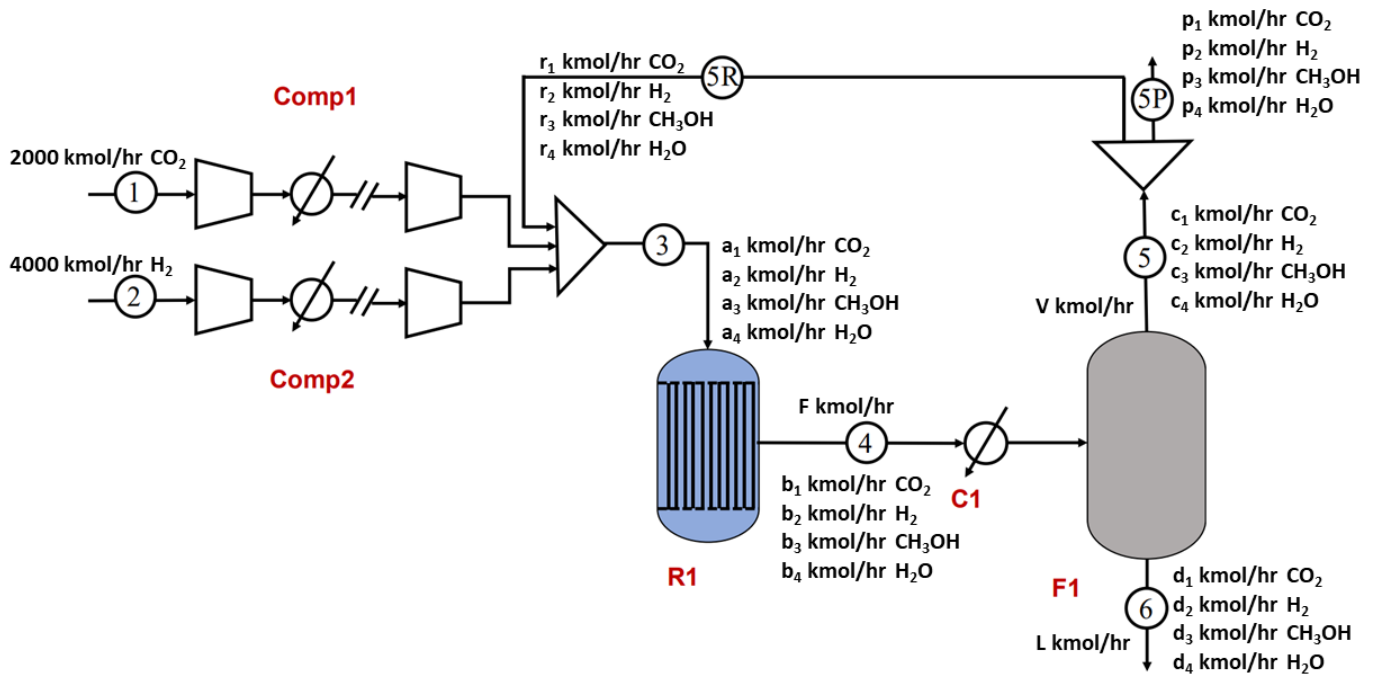 p₁ kmol/hr CO₂
p₂ kmol/hr H₂
p₃ kmol/hr CH₃OH
p₄ kmol/hr H₂O
5P
r₁ kmol/hr CO₂
r₂ kmol/hr H₂
r₃ kmol/hr CH₃OH
r₄ kmol/hr H₂O
5R
Comp1
2000 kmol/hr CO₂
1
4000 kmol/hr H₂
2
Comp2
3
a₁ kmol/hr CO₂
a₂ kmol/hr H₂
a₃ kmol/hr CH₃OH
a₄ kmol/hr H₂O
c₁ kmol/hr CO₂
c₂ kmol/hr H₂
c₃ kmol/hr CH₃OH
c₄ kmol/hr H₂O
5
V kmol/hr
R1
F kmol/hr
4
b₁ kmol/hr CO₂
b₂ kmol/hr H₂
b₃ kmol/hr CH₃OH
b₄ kmol/hr H₂O
C1
F1
6
L kmol/hr
d₁ kmol/hr CO₂
d₂ kmol/hr H₂
d₃ kmol/hr CH₃OH
d₄ kmol/hr H₂O